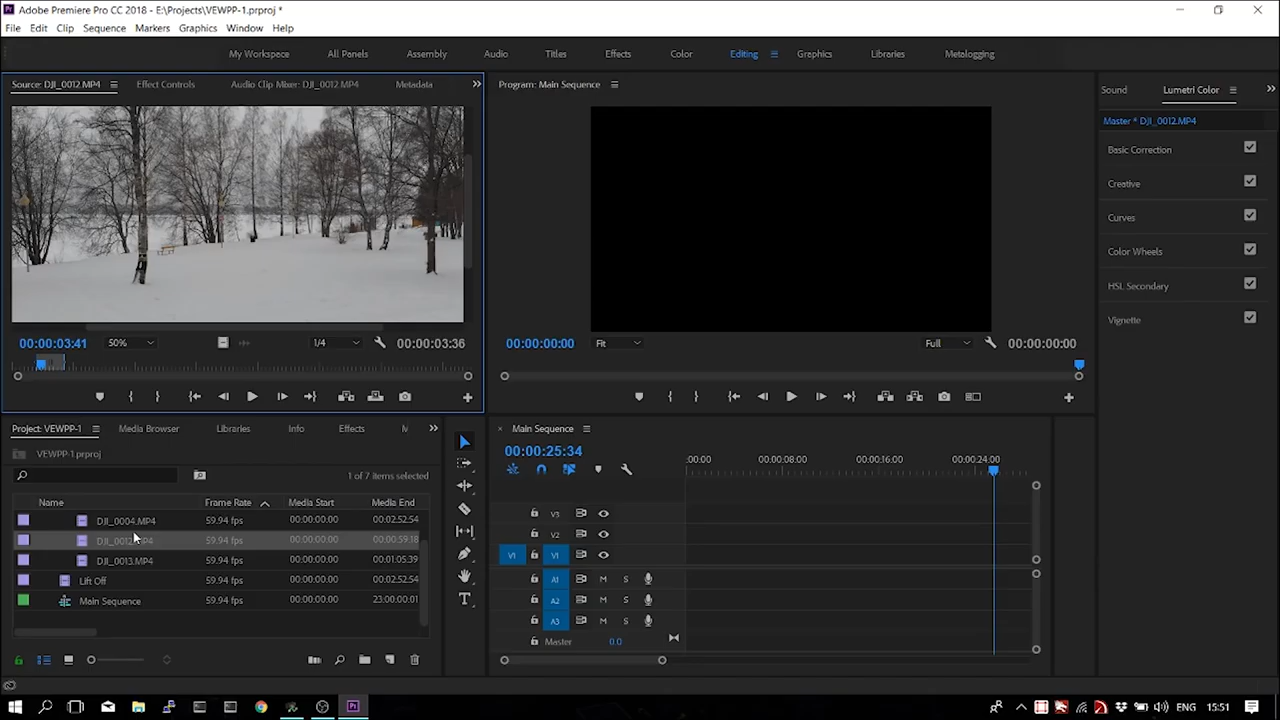 Adobe Premiere Pro CC 2018 - E:\Projects\VEWPP-1.prproj *
File Edit Clip Sequence Markers Graphics Window Help
My Workspace All Panels Assembly Audio Titles Effects Color Editing Graphics Libraries Metalogging
Source: DJI_0012.MP4 Effect Controls Audio Clip Mixer: DJI_0012.MP4 Metadata
Program: Main Sequence
Sound Lumetri Color
Master * DJI_0012.MP4
Basic Correction
Creative
Curves
Color Wheels
HSL Secondary
Vignette
00:00:03:41 50% 1/4 00:00:03:36
00:00:00:00 Fit Full 00:00:00:00
Project: VEWPP-1 Media Browser Libraries Info Effects M
VEWPP-1.prproj
1 of 7 items selected
Name Frame Rate Media Start Media End
DJI_0004.MP4 59.94 fps 00:00:00:00 00:02:52:54
DJI_0012.MP4 59.94 fps 00:00:00:00 00:00:59:18
DJI_0013.MP4 59.94 fps 00:00:00:00 00:01:05:39
Lift Off 59.94 fps 00:00:00:00 00:02:52:54
Main Sequence 59.94 fps 00:00:00:00 23:00:00:01
Main Sequence
00:00:25:34
:00:00 00:00:08:00 00:00:16:00 00:00:24:00
V3
V2
V1 V1
A1 M S
A2 M S
A3 M S
Master 0.0
ENG 15:51